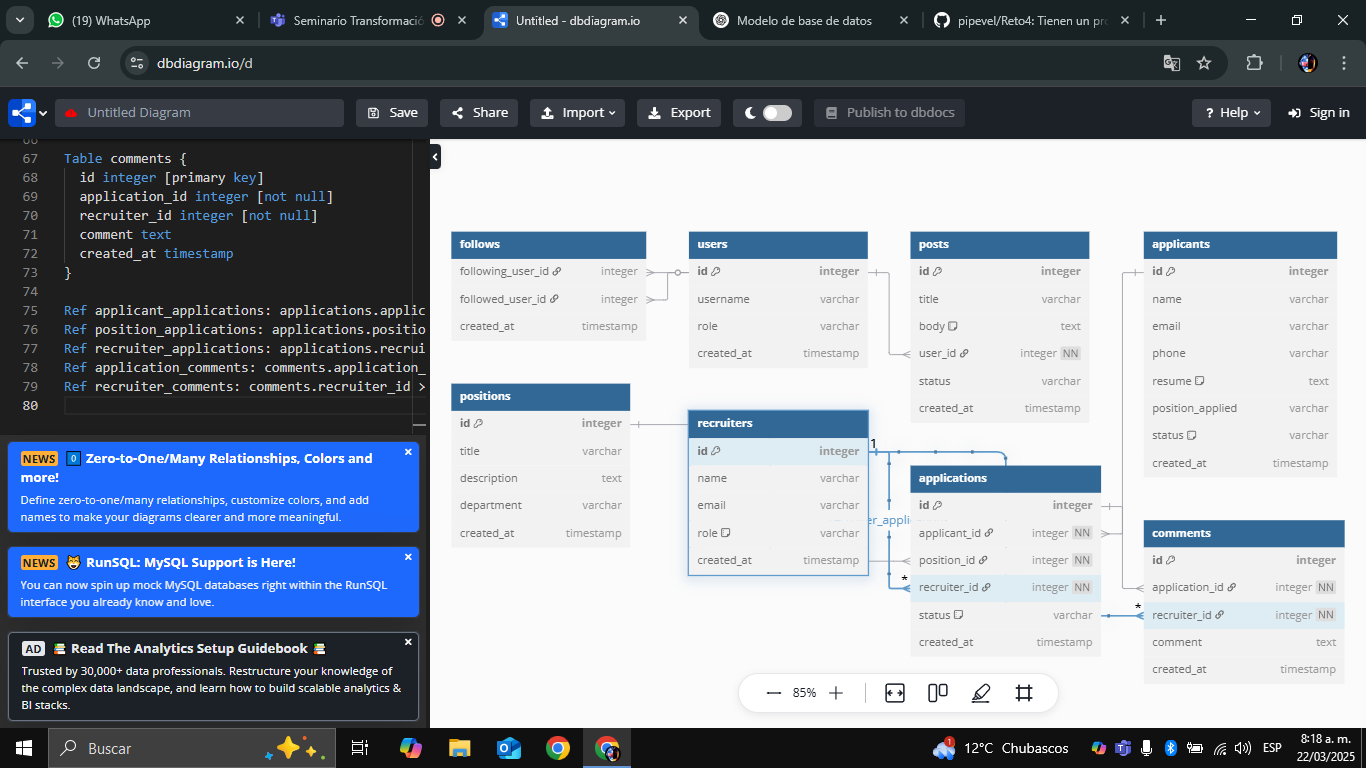 (19) WhatsApp
Seminario Transformació
Untitled - dbdiagram.io
Modelo de base de datos
pipevel/Reto4: Tienen un pro
dbdiagram.io/d
Untitled Diagram
Save
Share
Import
Export
Publish to dbdocs
? Help
Sign in
66
67 Table comments {
68 id integer [primary key]
69 application_id integer [not null]
70 recruiter_id integer [not null]
71 comment text
72 created_at timestamp
73 }
74
75 Ref applicant_applications: applications.applic
76 Ref position_applications: applications.positio
77 Ref recruiter_applications: applications.recrui
78 Ref application_comments: comments.application_
79 Ref recruiter_comments: comments.recruiter_id >
80
NEWS 0 Zero-to-One/Many Relationships, Colors and
more!
Define zero-to-one/many relationships, customize colors, and add
names to make your diagrams clearer and more meaningful.
NEWS RunSQL: MySQL Support is Here!
You can now spin up mock MySQL databases right within the RunSQL
interface you already know and love.
AD Read The Analytics Setup Guidebook
Trusted by 30,000+ data professionals. Restructure your knowledge of
the complex data landscape, and learn how to build scalable analytics &
BI stacks.
follows
following_user_id integer
followed_user_id integer
created_at timestamp
users
id integer
username varchar
role varchar
created_at timestamp
posts
id integer
title varchar
body text
user_id integer NN
status varchar
created_at timestamp
applicants
id integer
name varchar
email varchar
phone varchar
resume text
position_applied varchar
status varchar
created_at timestamp
positions
id integer
title varchar
description text
department varchar
created_at timestamp
recruiters
id integer
name varchar
email varchar
role varchar
created_at timestamp
1
er_appli
*
applications
id integer
applicant_id integer NN
position_id integer NN
recruiter_id integer NN
status varchar
created_at timestamp
*
comments
id integer
application_id integer NN
recruiter_id integer NN
comment text
created_at timestamp
85%
Buscar
1
12°C Chubascos
ESP
8:18 a. m.
22/03/2025